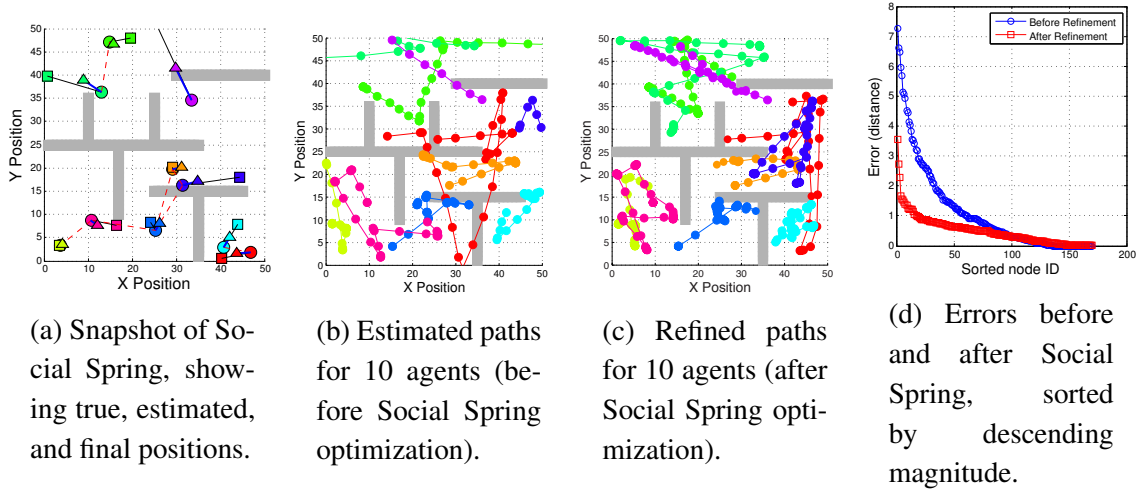 50
45
40
35
30
25
20
15
10
5
0
0 10 20 30 40 50
Y Position
X Position
50
45
40
35
30
25
20
15
10
5
0
0 10 20 30 40 50
Y Position
X Position
50
45
40
35
30
25
20
15
10
5
0
0 10 20 30 40 50
Y Position
X Position
8
7
6
5
4
3
2
1
0
0 50 100 150 200
Error (distance)
Sorted node ID
Before Refinement
After Refinement
(a) Snapshot of So-
cial Spring, show-
ing true, estimated,
and final positions.
(b) Estimated paths
for 10 agents (be-
fore Social Spring
optimization).
(c) Refined paths
for 10 agents (after
Social Spring opti-
mization).
(d) Errors before
and after Social
Spring, sorted
by descending
magnitude.